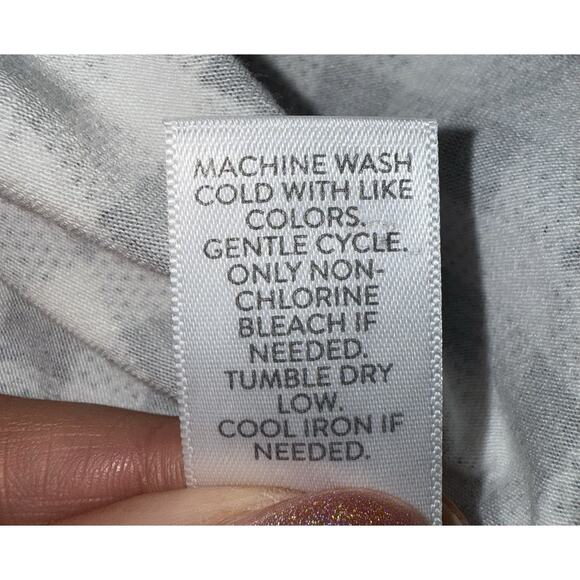 MACHINE WASH
COLD WITH LIKE
COLORS.
GENTLE CYCLE.
ONLY NON-
CHLORINE
BLEACH IF
NEEDED.
TUMBLE DRY
LOW.
COOL IRON IF
NEEDED.